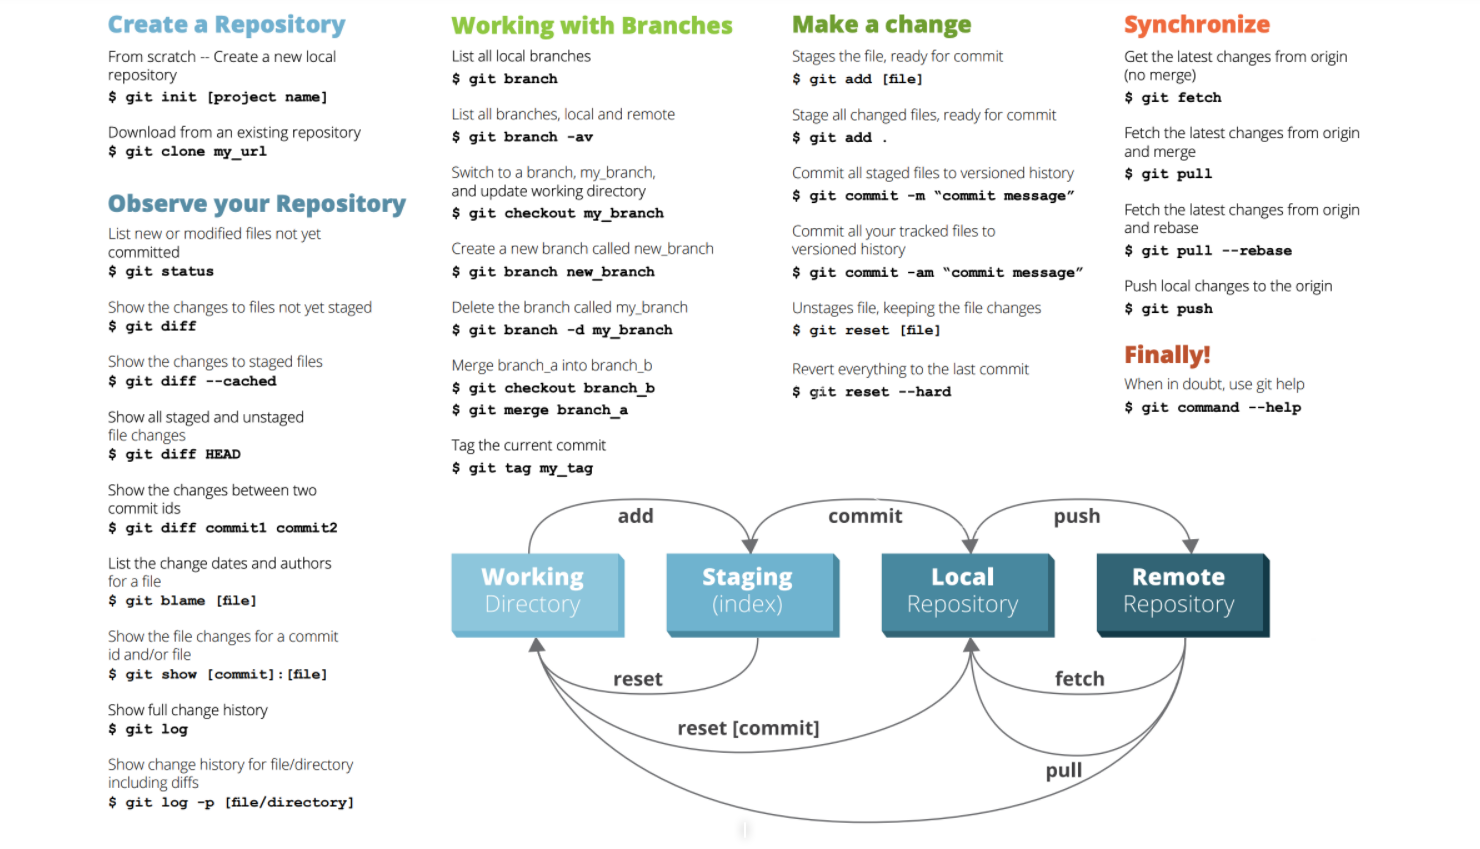 Create a Repository
From scratch -- Create a new local
repository
$ git init [project name]
Download from an existing repository
$ git clone my_url
Observe your Repository
List new or modified files not yet
committed
$ git status
Show the changes to files not yet staged
$ git diff
Show the changes to staged files
$ git diff --cached
Show all staged and unstaged
file changes
$ git diff HEAD
Show the changes between two
commit ids
$ git diff commit1 commit2
List the change dates and authors
for a file
$ git blame [file]
Show the file changes for a commit
id and/or file
$ git show [commit]:[file]
Show full change history
$ git log
Show change history for file/directory
including diffs
$ git log -p [file/directory]
Working with Branches
List all local branches
$ git branch
List all branches, local and remote
$ git branch -av
Switch to a branch, my_branch,
and update working directory
$ git checkout my_branch
Create a new branch called new_branch
$ git branch new_branch
Delete the branch called my_branch
$ git branch -d my_branch
Merge branch_a into branch_b
$ git checkout branch_b
$ git merge branch_a
Tag the current commit
$ git tag my_tag
Make a change
Stages the file, ready for commit
$ git add [file]
Stage all changed files, ready for commit
$ git add .
Commit all staged files to versioned history
$ git commit -m “commit message”
Commit all your tracked files to
versioned history
$ git commit -am “commit message”
Unstages file, keeping the file changes
$ git reset [file]
Revert everything to the last commit
$ git reset --hard
Synchronize
Get the latest changes from origin
(no merge)
$ git fetch
Fetch the latest changes from origin
and merge
$ git pull
Fetch the latest changes from origin
and rebase
$ git pull --rebase
Push local changes to the origin
$ git push
Finally!
When in doubt, use git help
$ git command --help
add
commit
push
Working
Directory
Staging
(index)
Local
Repository
Remote
Repository
reset
fetch
reset [commit]
pull